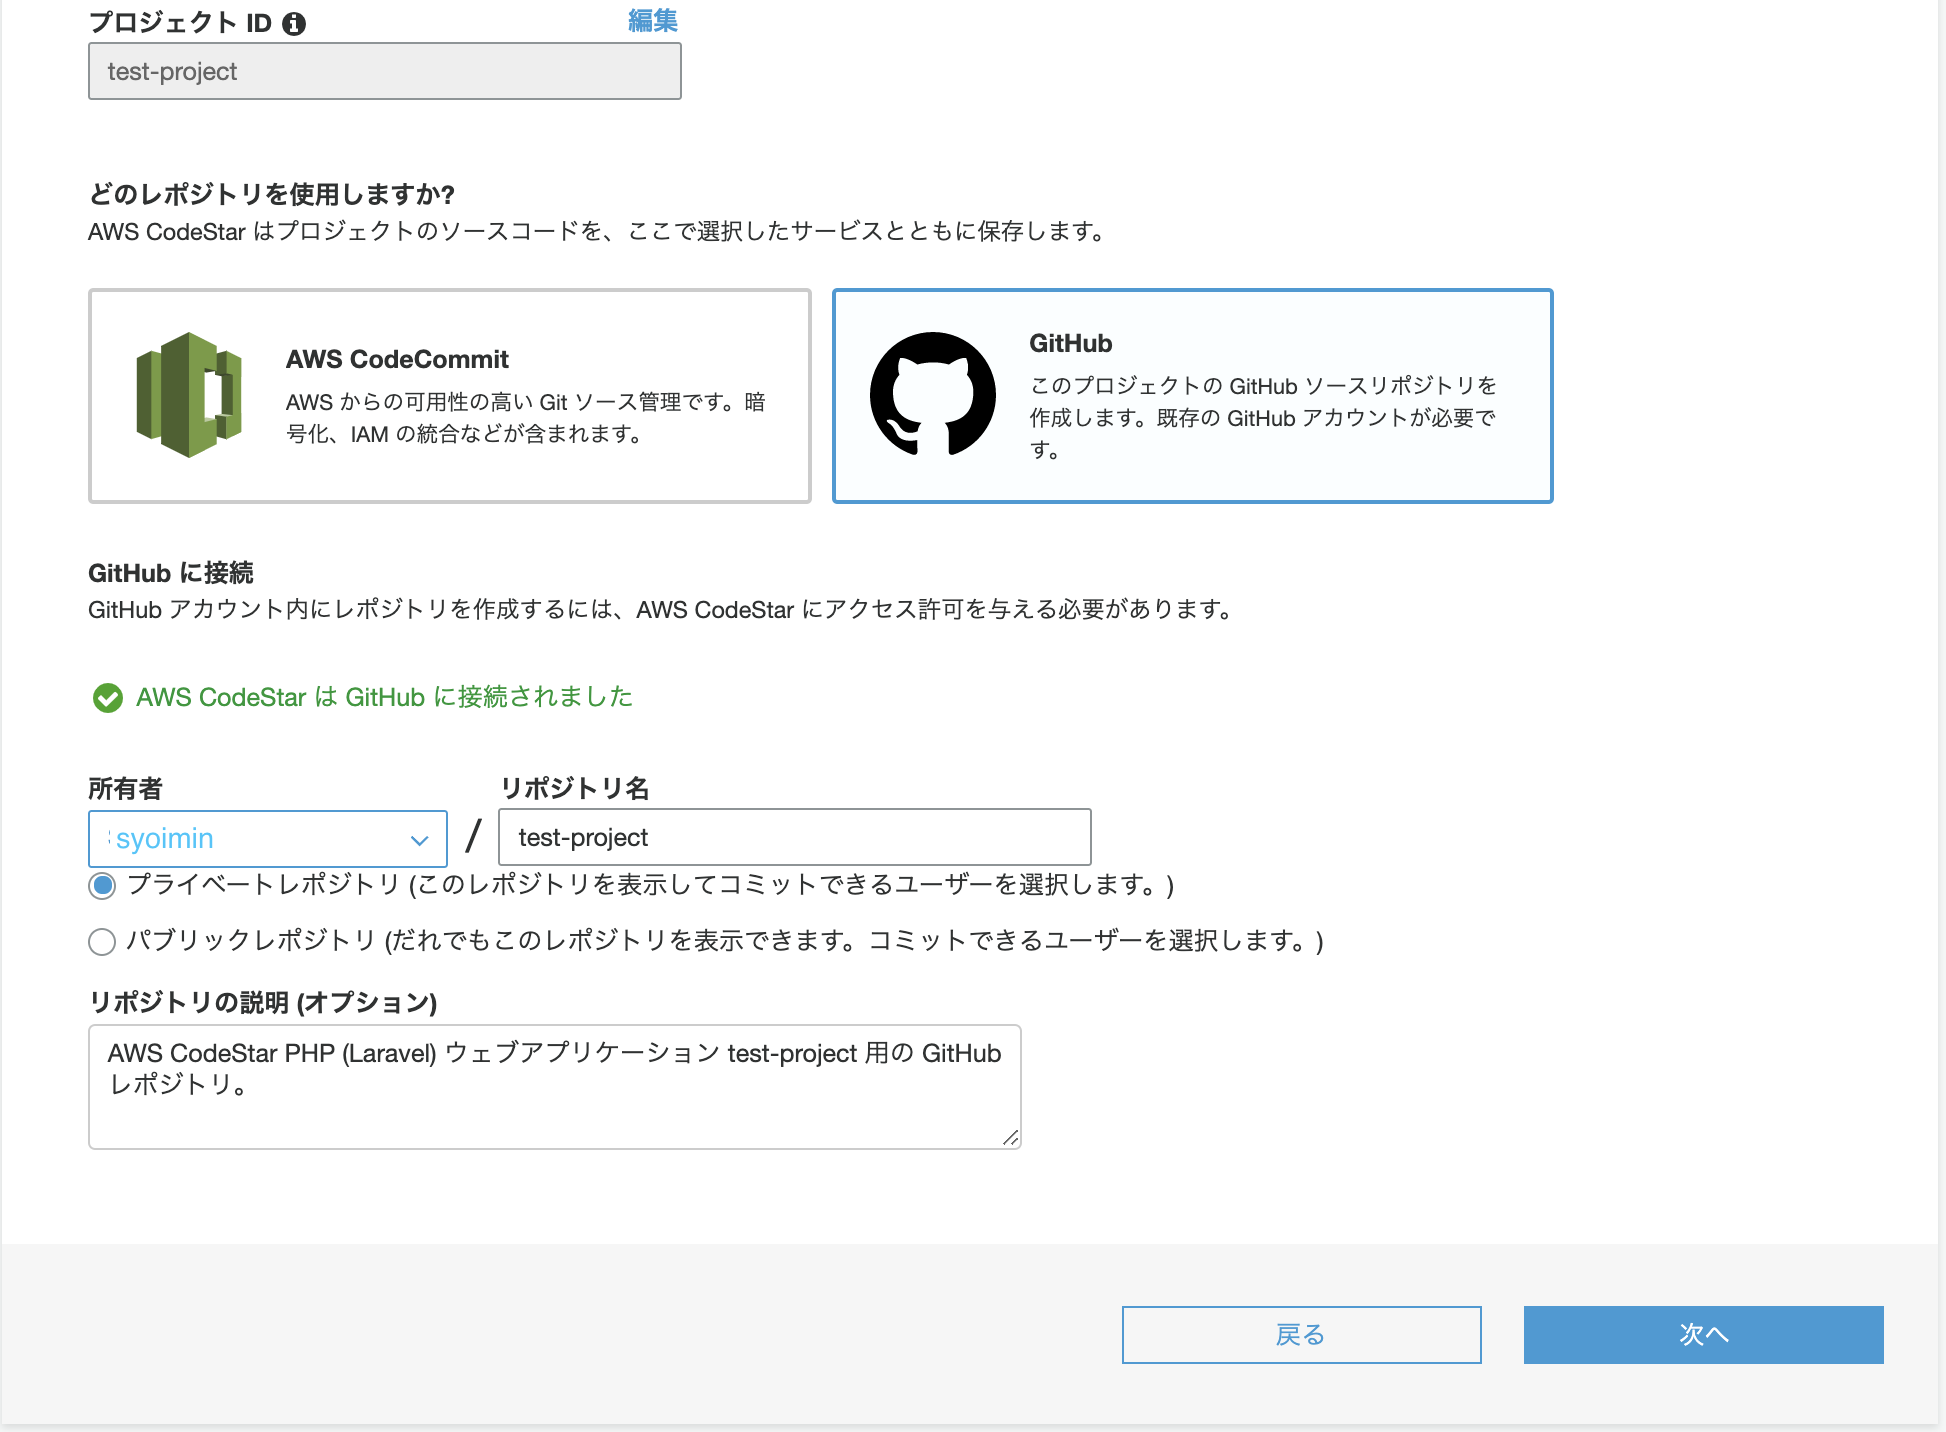 プロジェクト ID
編集
test-project
どのレポジトリを使用しますか?
AWS CodeStar はプロジェクトのソースコードを、ここで選択したサービスとともに保存します。
AWS CodeCommit
AWS からの可用性の高い Git ソース管理です。暗
号化、IAM の統合などが含まれます。
GitHub
このプロジェクトの GitHub ソースリポジトリを
作成します。既存の GitHub アカウントが必要で
す。
GitHub に接続
GitHub アカウント内にレポジトリを作成するには、AWS CodeStar にアクセス許可を与える必要があります。
AWS CodeStar は GitHub に接続されました
所有者
リポジトリ名
syoimin
/
test-project
プライベートレポジトリ (このレポジトリを表示してコミットできるユーザーを選択します。)
パブリックレポジトリ (だれでもこのレポジトリを表示できます。コミットできるユーザーを選択します。)
リポジトリの説明 (オプション)
AWS CodeStar PHP (Laravel) ウェブアプリケーション test-project 用の GitHub
レポジトリ。
戻る
次へ